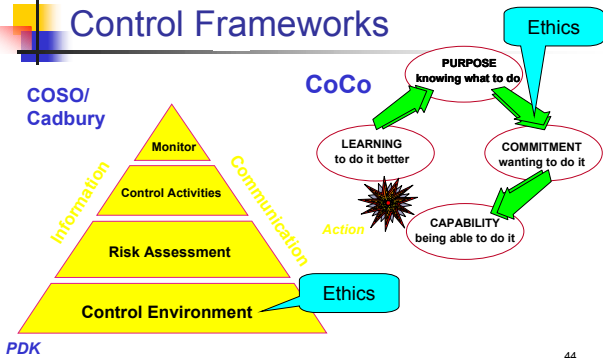 Control Frameworks
Ethics
COSO/
Cadbury
CoCo
PURPOSE
knowing what to do
LEARNING
to do it better
COMMITMENT
wanting to do it
CAPABILITY
being able to do it
Action
Monitor
Control Activities
Risk Assessment
Control Environment
Information
Communication
Ethics
PDK
44